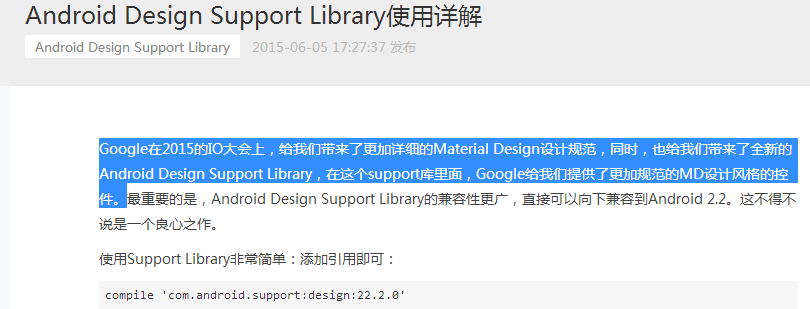 Android Design Support Library使用详解
Android Design Support Library 2015-06-05 17:27:37 发布
Google在2015的IO大会上，给我们带来了更加详细的Material Design设计规范，同时，也给我们带来了全新的
Android Design Support Library，在这个support库里面，Google给我们提供了更加规范的MD设计风格的控
件。最重要的是，Android Design Support Library的兼容性更广，直接可以向下兼容到Android 2.2。这不得不
说是一个良心之作。
使用Support Library非常简单：添加引用即可：
compile 'com.android.support:design:22.2.0'